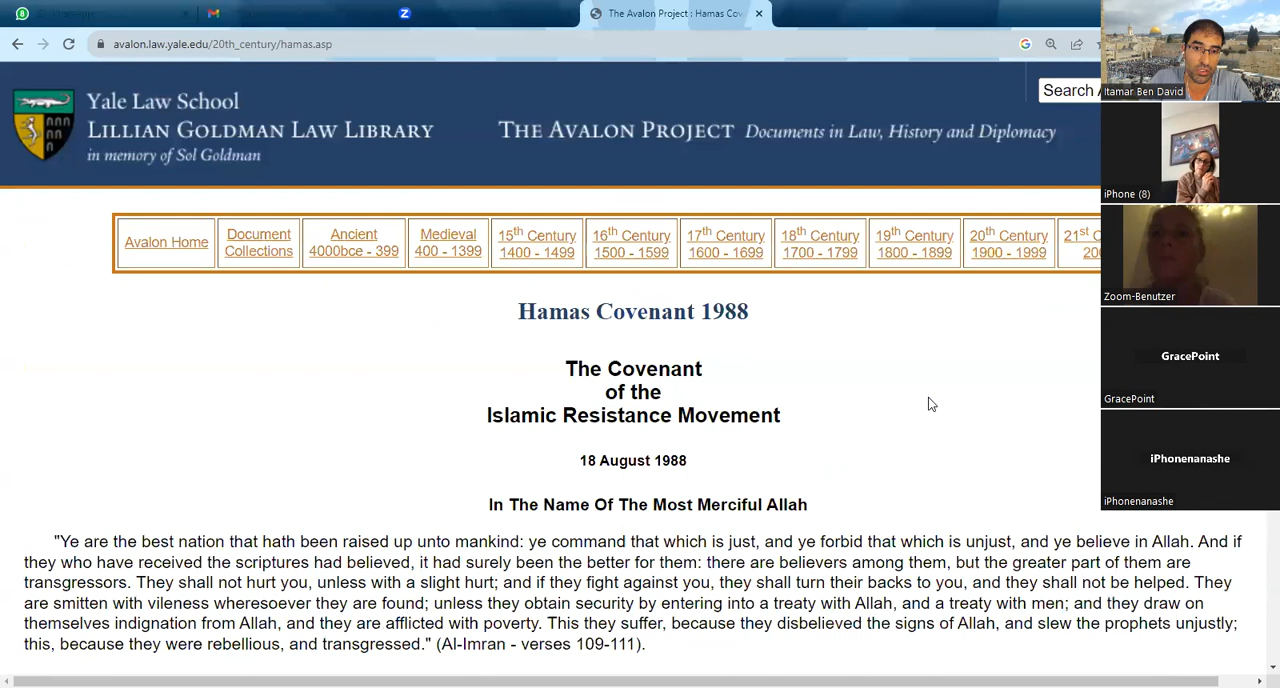 8
The Avalon Project : Hamas Cov
avalon.law.yale.edu/20th_century/hamas.asp
Yale Law School
LILLIAN GOLDMAN LAW LIBRARY
in memory of Sol Goldman
THE AVALON PROJECT Documents in Law, History and Diplomacy
Search A
Avalon Home
Document
Collections
Ancient
4000bce - 399
Medieval
400 - 1399
15th Century
1400 - 1499
16th Century
1500 - 1599
17th Century
1600 - 1699
18th Century
1700 - 1799
19th Century
1800 - 1899
20th Century
1900 - 1999
21st C
200
Hamas Covenant 1988
The Covenant
of the
Islamic Resistance Movement
18 August 1988
In The Name Of The Most Merciful Allah
"Ye are the best nation that hath been raised up unto mankind: ye command that which is just, and ye forbid that which is unjust, and ye believe in Allah. And if
they who have received the scriptures had believed, it had surely been the better for them: there are believers among them, but the greater part of them are
transgressors. They shall not hurt you, unless with a slight hurt; and if they fight against you, they shall turn their backs to you, and they shall not be helped. They
are smitten with vileness wheresoever they are found; unless they obtain security by entering into a treaty with Allah, and a treaty with men; and they draw on
themselves indignation from Allah, and they are afflicted with poverty. This they suffer, because they disbelieved the signs of Allah, and slew the prophets unjustly;
this, because they were rebellious, and transgressed." (Al-Imran - verses 109-111).
Itamar Ben David
iPhone (8)
Zoom-Benutzer
GracePoint
GracePoint
iPhonenanashe
iPhonenanashe